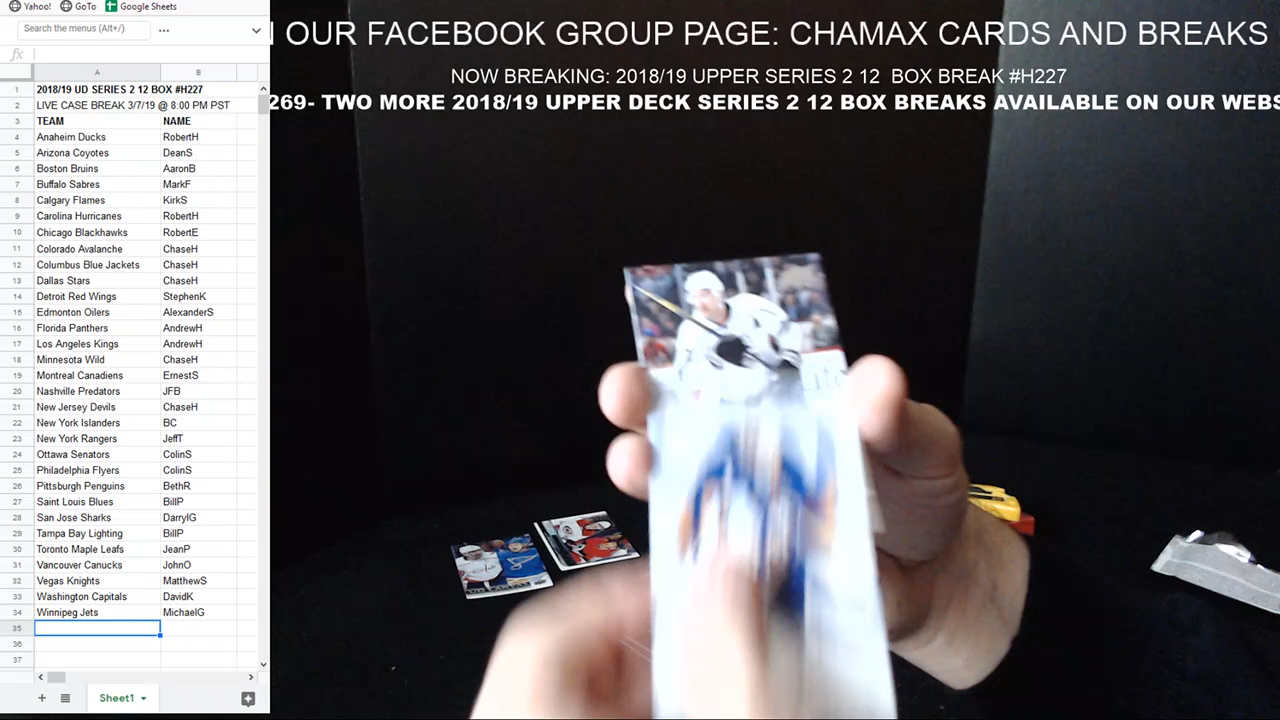 Yahoo! GoTo Google Sheets
Search the menus (Alt+/)
fx
A B
1 2018/19 UD SERIES 2 12 BOX #H227
2 LIVE CASE BREAK 3/7/19 @ 8:00 PM PST
3 TEAM NAME
4 Anaheim Ducks RobertH
5 Arizona Coyotes DeanS
6 Boston Bruins AaronB
7 Buffalo Sabres MarkF
8 Calgary Flames KirkS
9 Carolina Hurricanes RobertH
10 Chicago Blackhawks RobertE
11 Colorado Avalanche ChaseH
12 Columbus Blue Jackets ChaseH
13 Dallas Stars ChaseH
14 Detroit Red Wings StephenK
15 Edmonton Oilers AlexanderS
16 Florida Panthers AndrewH
17 Los Angeles Kings AndrewH
18 Minnesota Wild ChaseH
19 Montreal Canadiens ErnestS
20 Nashville Predators JFB
21 New Jersey Devils ChaseH
22 New York Islanders BC
23 New York Rangers JeffT
24 Ottawa Senators ColinS
25 Philadelphia Flyers ColinS
26 Pittsburgh Penguins BethR
27 Saint Louis Blues BillP
28 San Jose Sharks DarrylG
29 Tampa Bay Lighting BillP
30 Toronto Maple Leafs JeanP
31 Vancouver Canucks JohnO
32 Vegas Knights MatthewS
33 Washington Capitals DavidK
34 Winnipeg Jets MichaelG
35
36
37
Sheet1
OUR FACEBOOK GROUP PAGE: CHAMAX CARDS AND BREAKS
NOW BREAKING: 2018/19 UPPER SERIES 2 12 BOX BREAK #H227
269- TWO MORE 2018/19 UPPER DECK SERIES 2 12 BOX BREAKS AVAILABLE ON OUR WEBS